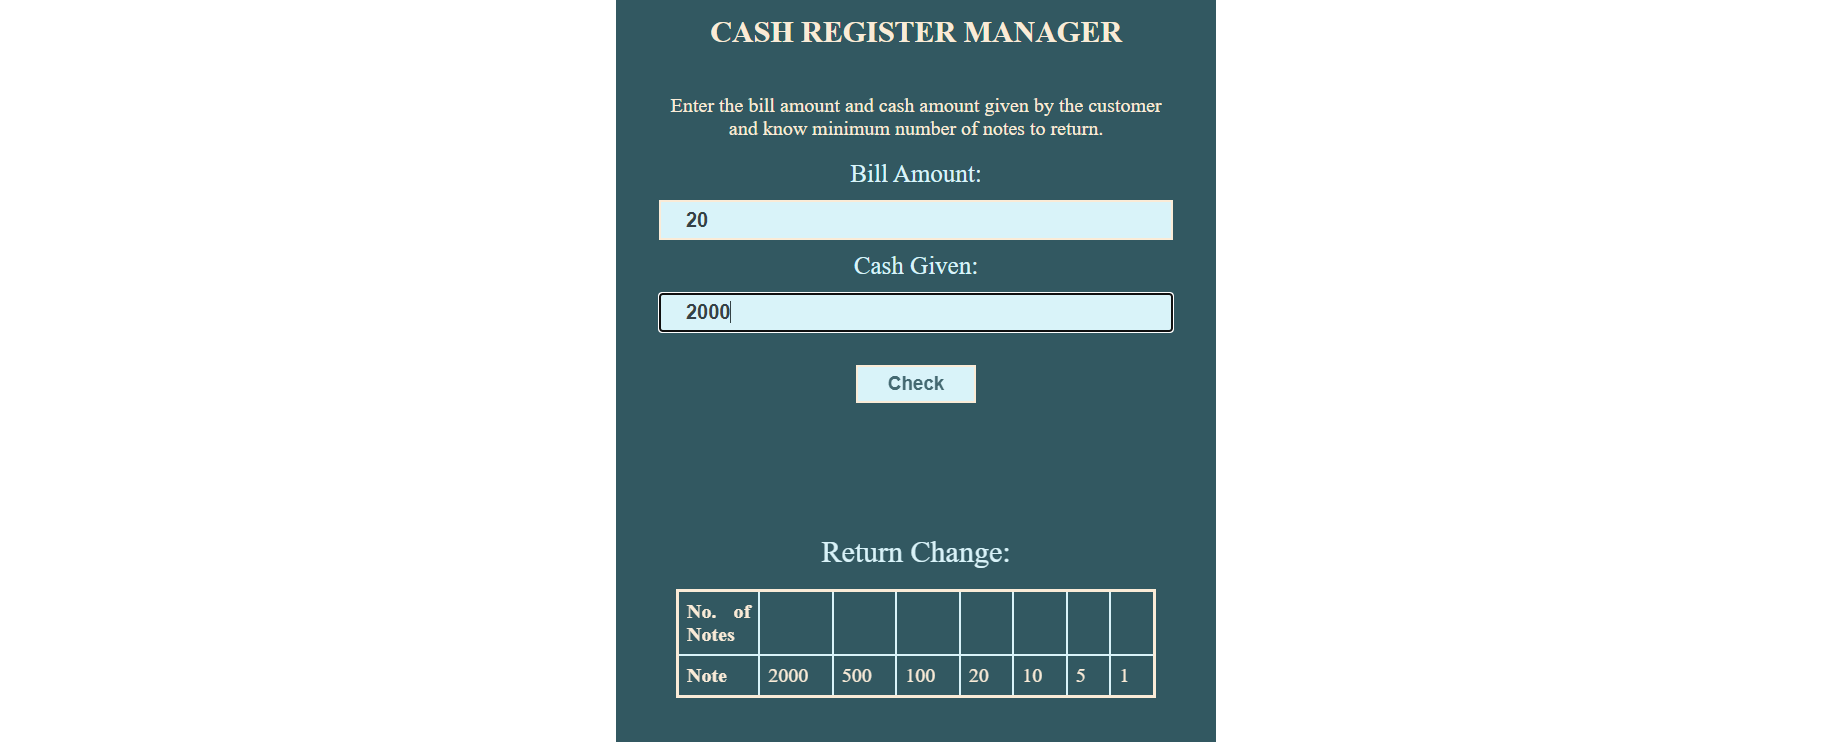 CASH REGISTER MANAGER
Enter the bill amount and cash amount given by the customer
and know minimum number of notes to return.
Bill Amount:
20
Cash Given:
2000
Check
Return Change:
No. of
Notes
Note 2000 500 100 20 10 5 1